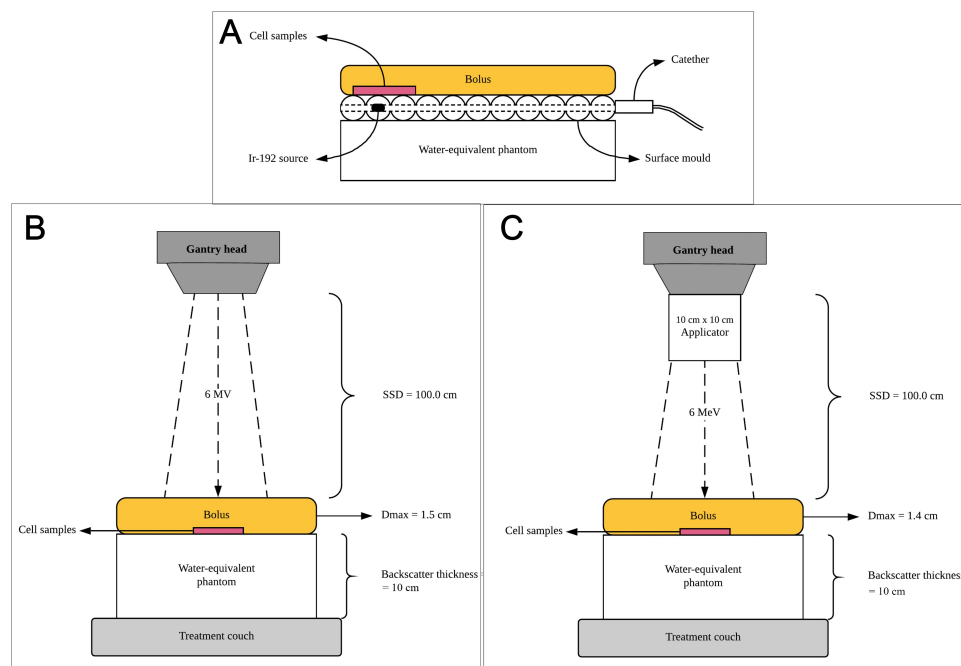 A
Cell samples
Catether
Bolus
Ir-192 source
Water-equivalent phantom
Surface mould
B
Gantry head
6 MV
SSD = 100.0 cm
Bolus
Dmax = 1.5 cm
Cell samples
Water-equivalent
phantom
Backscatter thickness
= 10 cm
Treatment couch
C
Gantry head
10 cm x 10 cm
Applicator
6 MeV
SSD = 100.0 cm
Bolus
Dmax = 1.4 cm
Cell samples
Water-equivalent
phantom
Backscatter thickness
= 10 cm
Treatment couch